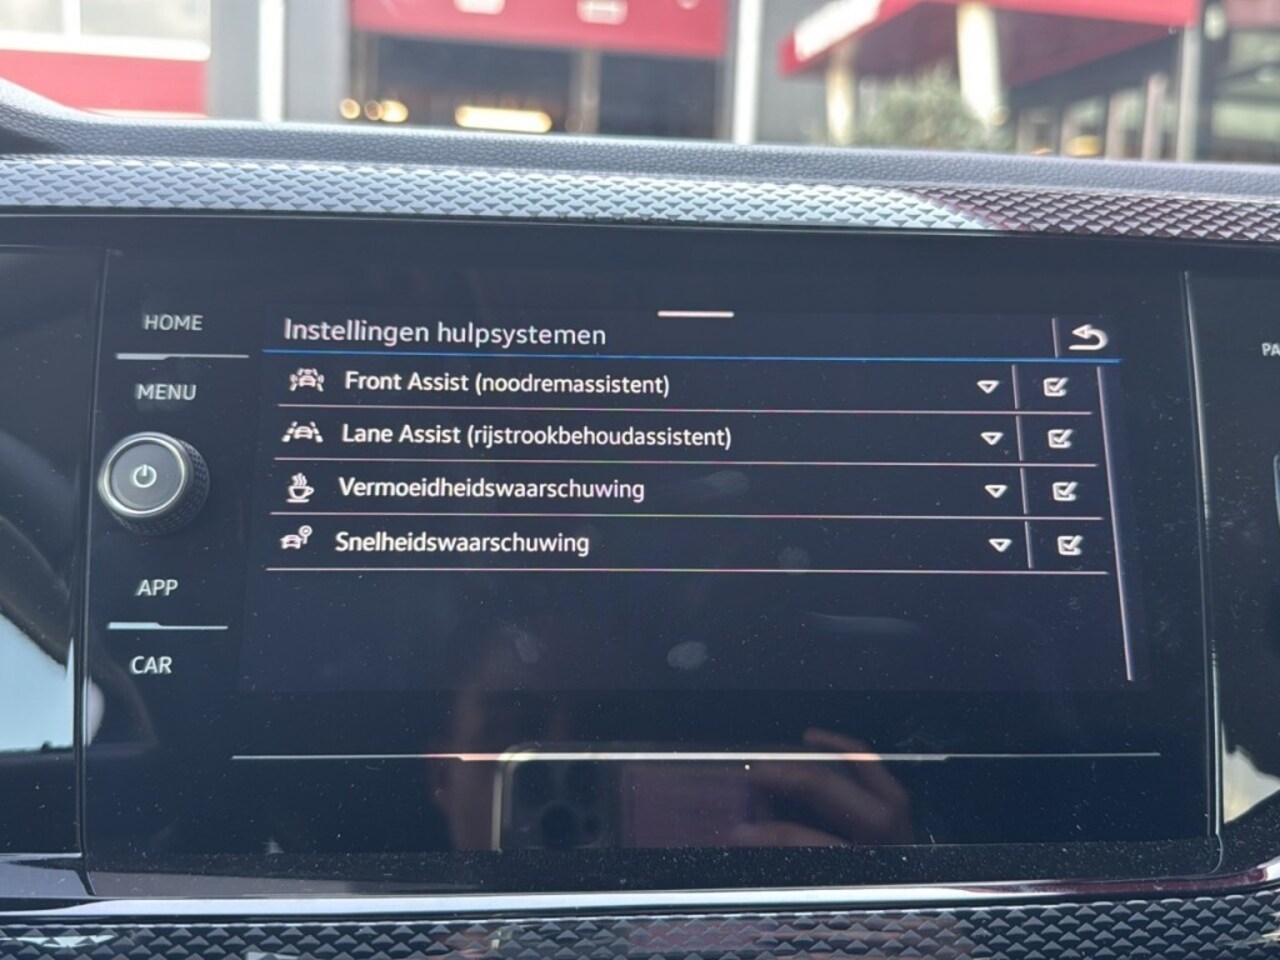 HOME
MENU
APP
CAR
Instellingen hulpsystemen
Front Assist (noodremassistent)
Lane Assist (rijstrookbehoudassistent)
Vermoeidheidswaarschuwing
Snelheidswaarschuwing